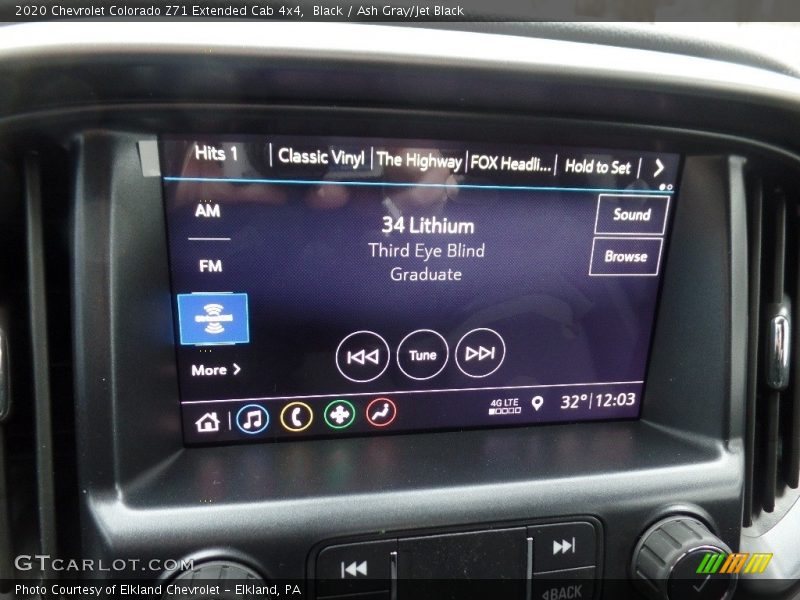 2020 Chevrolet Colorado Z71 Extended Cab 4x4, Black / Ash Gray/Jet Black
Hits 1 Classic Vinyl The Highway FOX Headli... Hold to Set
AM
34 Lithium
Sound
Third Eye Blind
FM
Graduate
Browse
SiriusXM
Tune
More
4G LTE
32° 12:03
BACK
GTCARLOT.COM
Photo Courtesy of Elkland Chevrolet – Elkland, PA